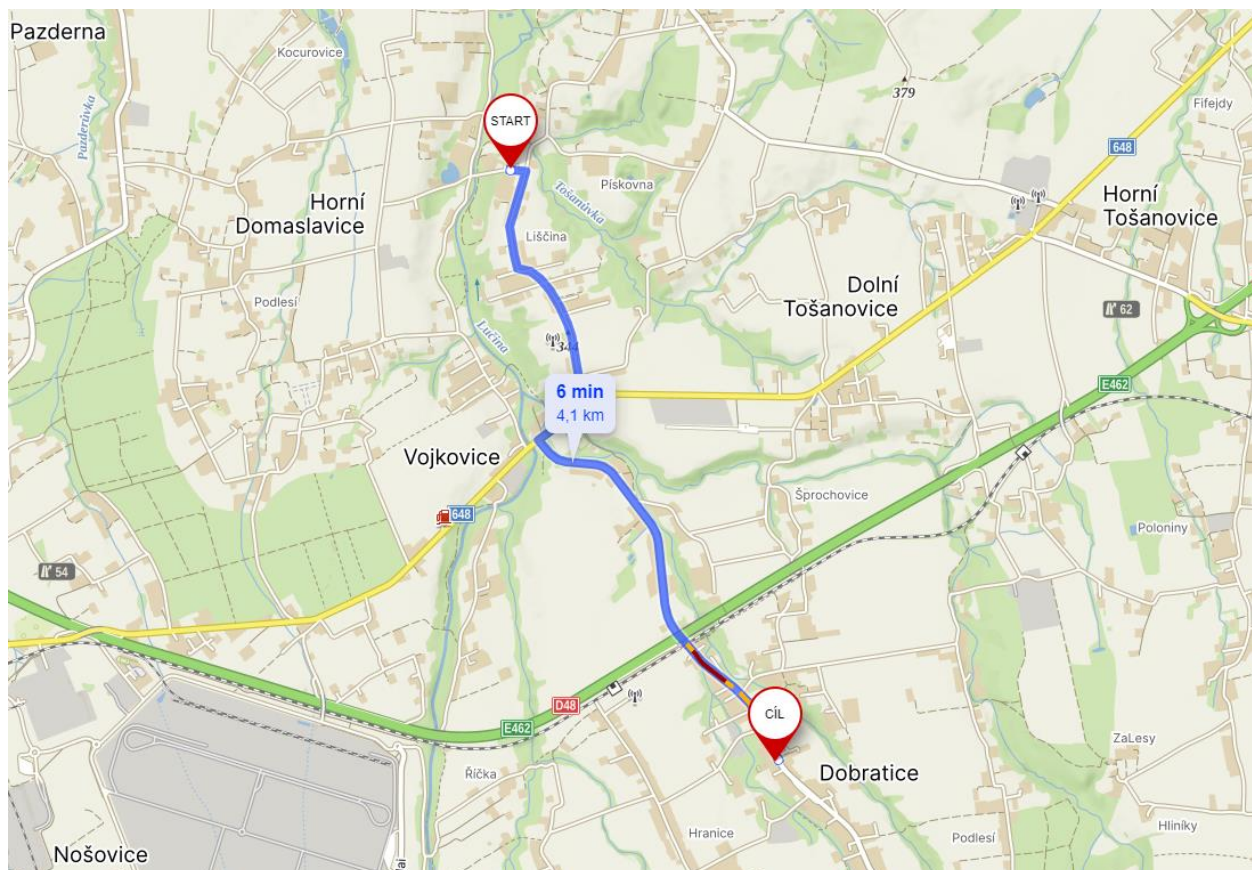 Pazderna
Kocurovice
Pazderůvka
START
379
Fifejdy
648
Horní
Domaslavice
Pískovna
Tošanůvka
Liščina
Horní
Tošanovice
Podlesí
Dolní
Tošanovice
62
Lučina
344
E462
6 min
4,1 km
Vojkovice
Šprochovice
648
Poloniny
54
D48
E462
CÍL
ZaLesy
Říčka
Dobratice
Hranice
Podlesí
Hliníky
Nošovice